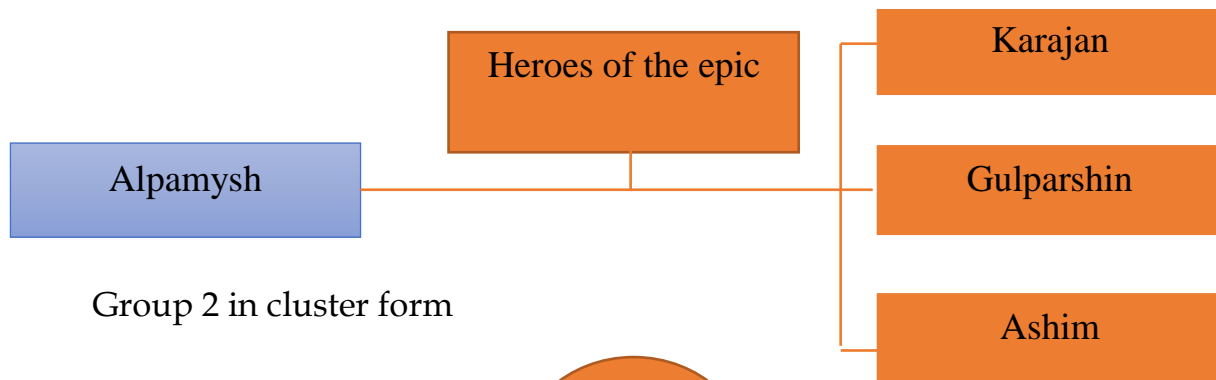 Heroes of the epic
Karajan
Alpamysh
Gulparshin
Group 2 in cluster form
Ashim